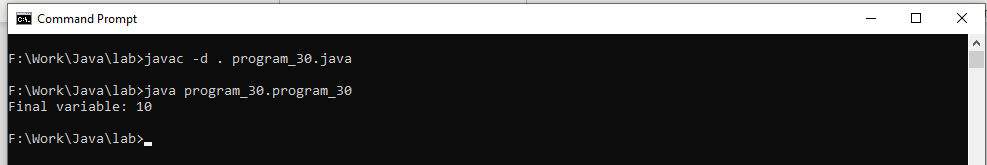 Command Prompt
F:\Work\Java\lab>javac -d . program_30.java
F:\Work\Java\lab>java program_30.program_30
Final variable: 10
F:\Work\Java\lab>